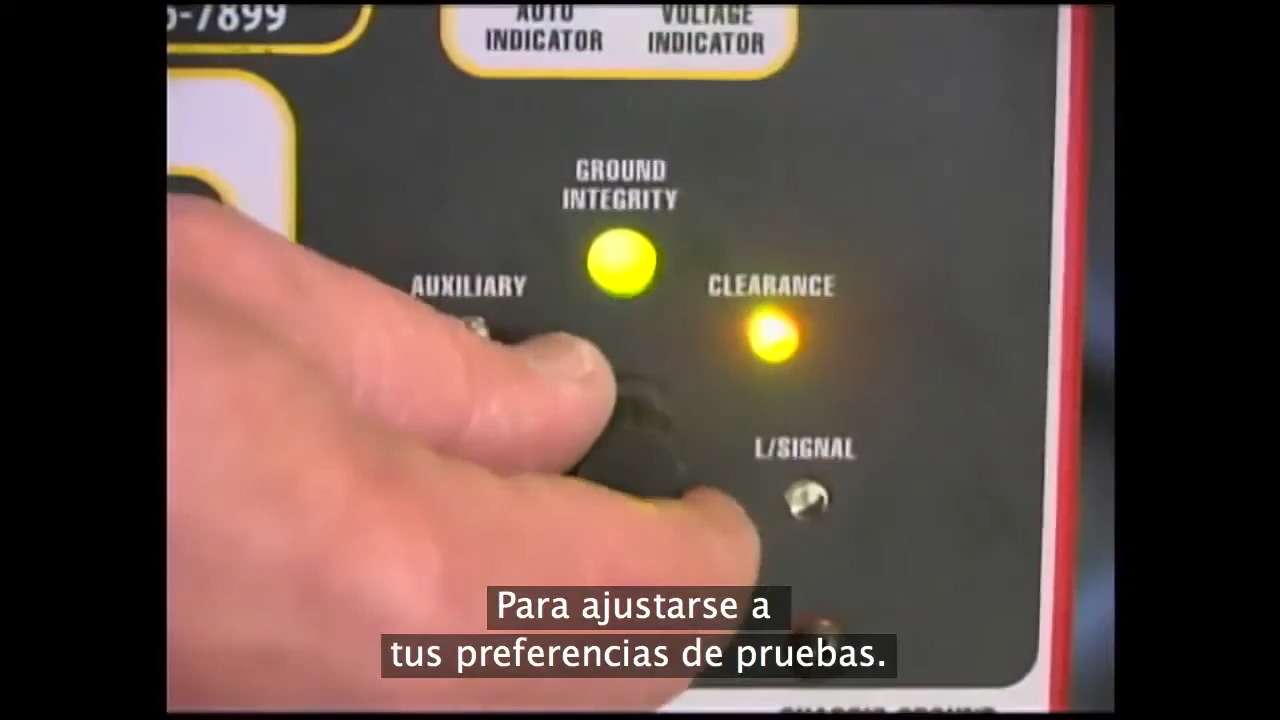 -7899
AUTO
INDICATOR
VOLTAGE
INDICATOR
GROUND
INTEGRITY
AUXILIARY
CLEARANCE
L/SIGNAL
Para ajustarse a
tus preferencias de pruebas.